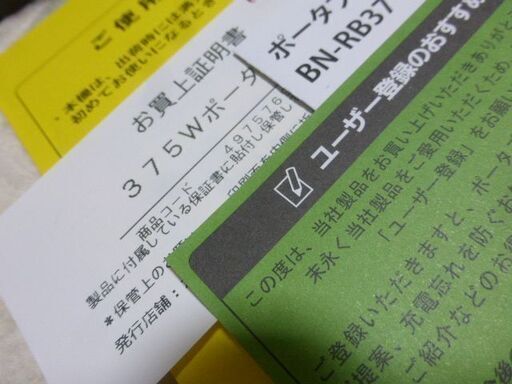 ご使用
・本機は、出荷時には満
初めてお使いになるとき
お買上証明書
375Wポータ
商品コード 497576
製品に付属している保証書に貼付し保管し
*保管上のお
発行店舗:
ポータブ
BN-RB37
ユーザー登録のおすすめ
この度は、当社製品をお買い上げいただきありがと
末永く当社製品をご愛用いただくため、
「ユーザー登録」をお願
ご登録いただきますと、ポータ
提案、充電忘れを防ぐお
ご紹介などのお